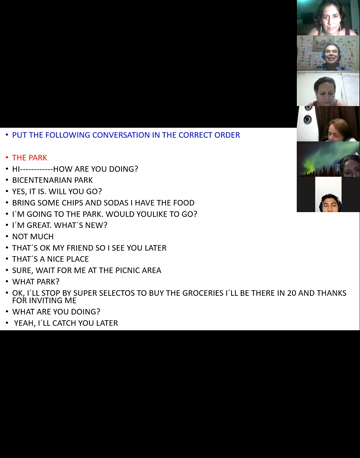 • PUT THE FOLLOWING CONVERSATION IN THE CORRECT ORDER
• THE PARK
• HI------------HOW ARE YOU DOING?
• BICENTENARIAN PARK
• YES, IT IS. WILL YOU GO?
• BRING SOME CHIPS AND SODAS I HAVE THE FOOD
• I´M GOING TO THE PARK. WOULD YOULIKE TO GO?
• I´M GREAT. WHAT´S NEW?
• NOT MUCH
• THAT´S OK MY FRIEND SO I SEE YOU LATER
• THAT´S A NICE PLACE
• SURE, WAIT FOR ME AT THE PICNIC AREA
• WHAT PARK?
• OK, I´LL STOP BY SUPER SELECTOS TO BUY THE GROCERIES I´LL BE THERE IN 20 AND THANKS
FOR INVITING ME
• WHAT ARE YOU DOING?
• YEAH, I´LL CATCH YOU LATER